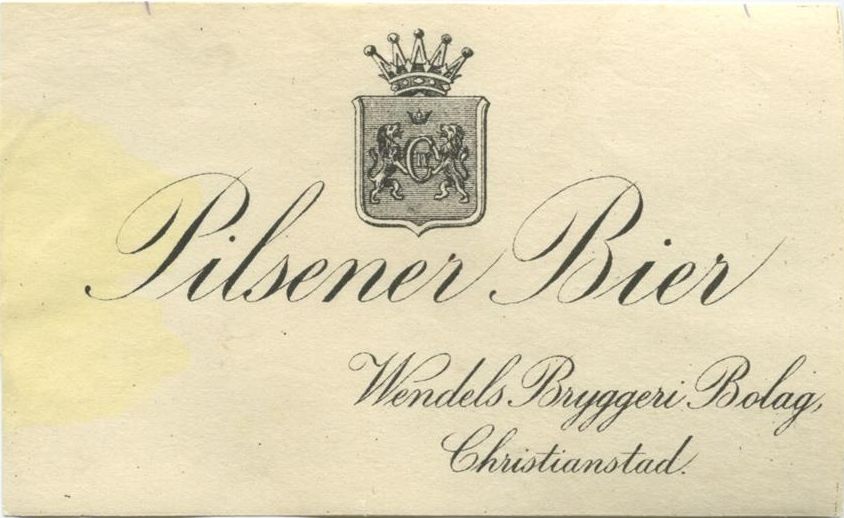 Pilsener Bier
Wendels Bryggeri Bolag,
Christianstad.